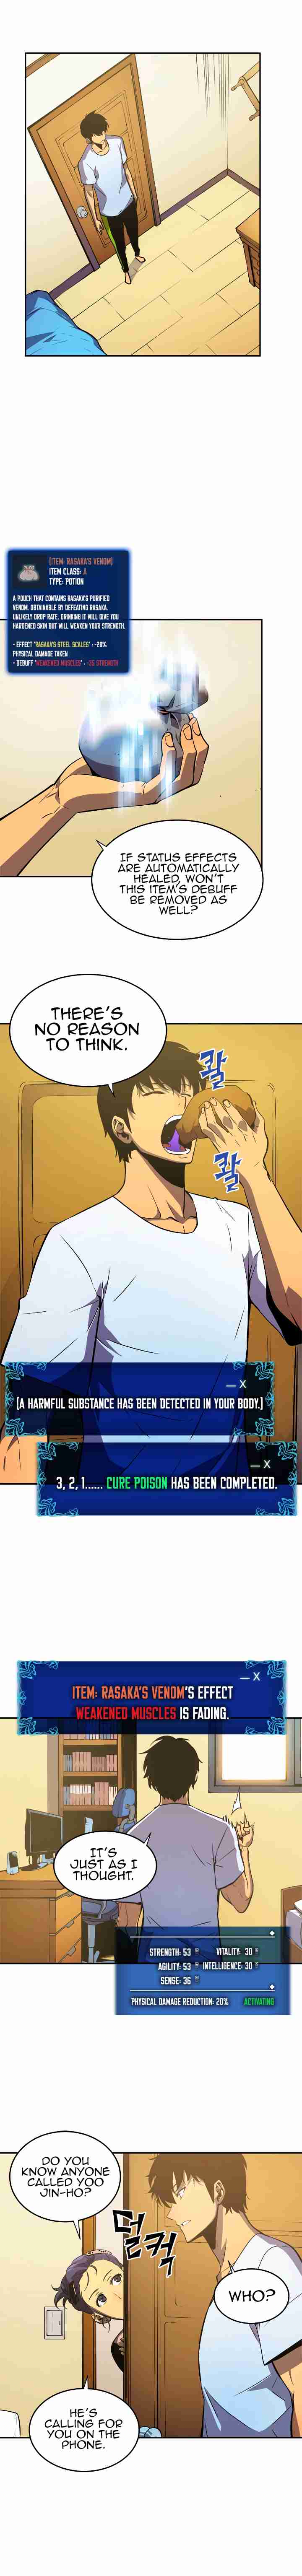 [ITEM: RASAKA'S VENOM]
ITEM CLASS: A
TYPE: POTION
A POUCH THAT CONTAINS RASAKA'S PURIFIED
VENOM. OBTAINABLE BY DEFEATING RASAKA.
UNLIKELY DROP RATE. DRINKING IT WILL GIVE YOU
HARDENED SKIN BUT WILL WEAKEN YOUR STRENGTH.
- EFFECT 'RASAKA'S STEEL SCALES' : -20%
PHYSICAL DAMAGE TAKEN
- DEBUFF 'WEAKENED MUSCLES' : -35 STRENGTH
IF STATUS EFFECTS
ARE AUTOMATICALLY
HEALED, WON'T
THIS ITEM'S DEBUFF
BE REMOVED AS
WELL?
THERE'S
NO REASON
TO THINK.
콸
콸
[A HARMFUL SUBSTANCE HAS BEEN DETECTED IN YOUR BODY.]
3, 2, 1...... CURE POISON HAS BEEN COMPLETED.
ITEM: RASAKA'S VENOM'S EFFECT
WEAKENED MUSCLES IS FADING.
IT'S
JUST AS I
THOUGHT.
STRENGTH: 53 VITALITY: 30
AGILITY: 53 INTELLIGENCE: 30
SENSE: 36
PHYSICAL DAMAGE REDUCTION: 20% ACTIVATING
DO YOU
KNOW ANYONE
CALLED YOO
JIN-HO?
덜컥
WHO?
HE'S
CALLING FOR
YOU ON THE
PHONE.